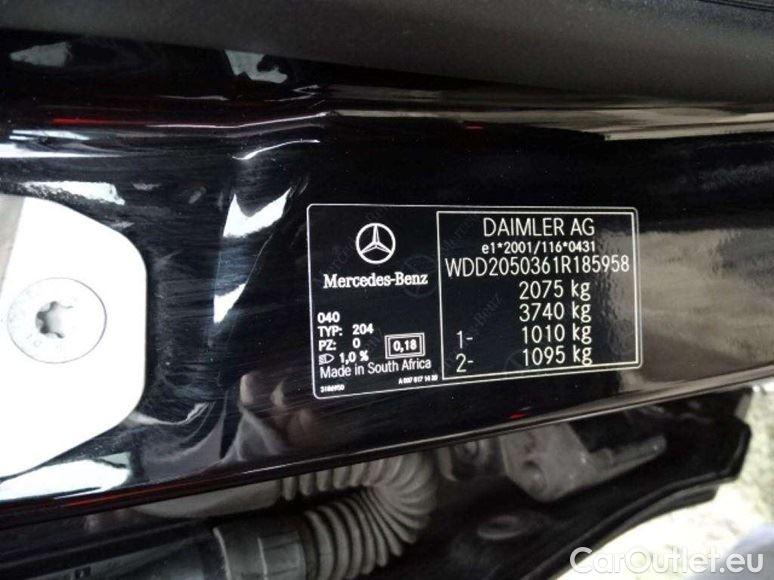 Mercedes-Benz
040
TYP: 204
PZ: 0
0,18
1,0 %
Made in South Africa
DAIMLER AG
e1*2001/116*0431
WDD2050361R185958
2075 kg
3740 kg
1- 1010 kg
2- 1095 kg
CarOutlet.eu